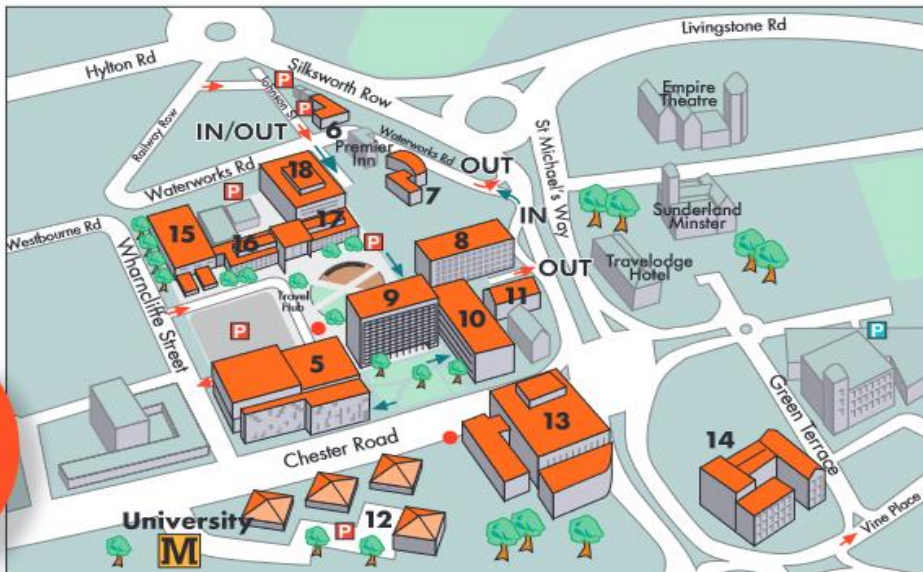 Livingstone Rd
Hylton Rd
Silksworth Row
P
Johnson St
P
Empire
Theatre
Railway Row
IN/OUT
6
Premier
Inn
Waterworks Rd
OUT
St Michael's Way
18
Waterworks Rd
P
7
IN
Sunderland
Minster
Westbourne Rd
15
16
17
P
8
OUT
Travelodge
Hotel
Wharncliffe Street
Travel
Hub
9
10
11
P
P
5
13
Green Terrace
Chester Road
14
University
M
P
12
Vine Place